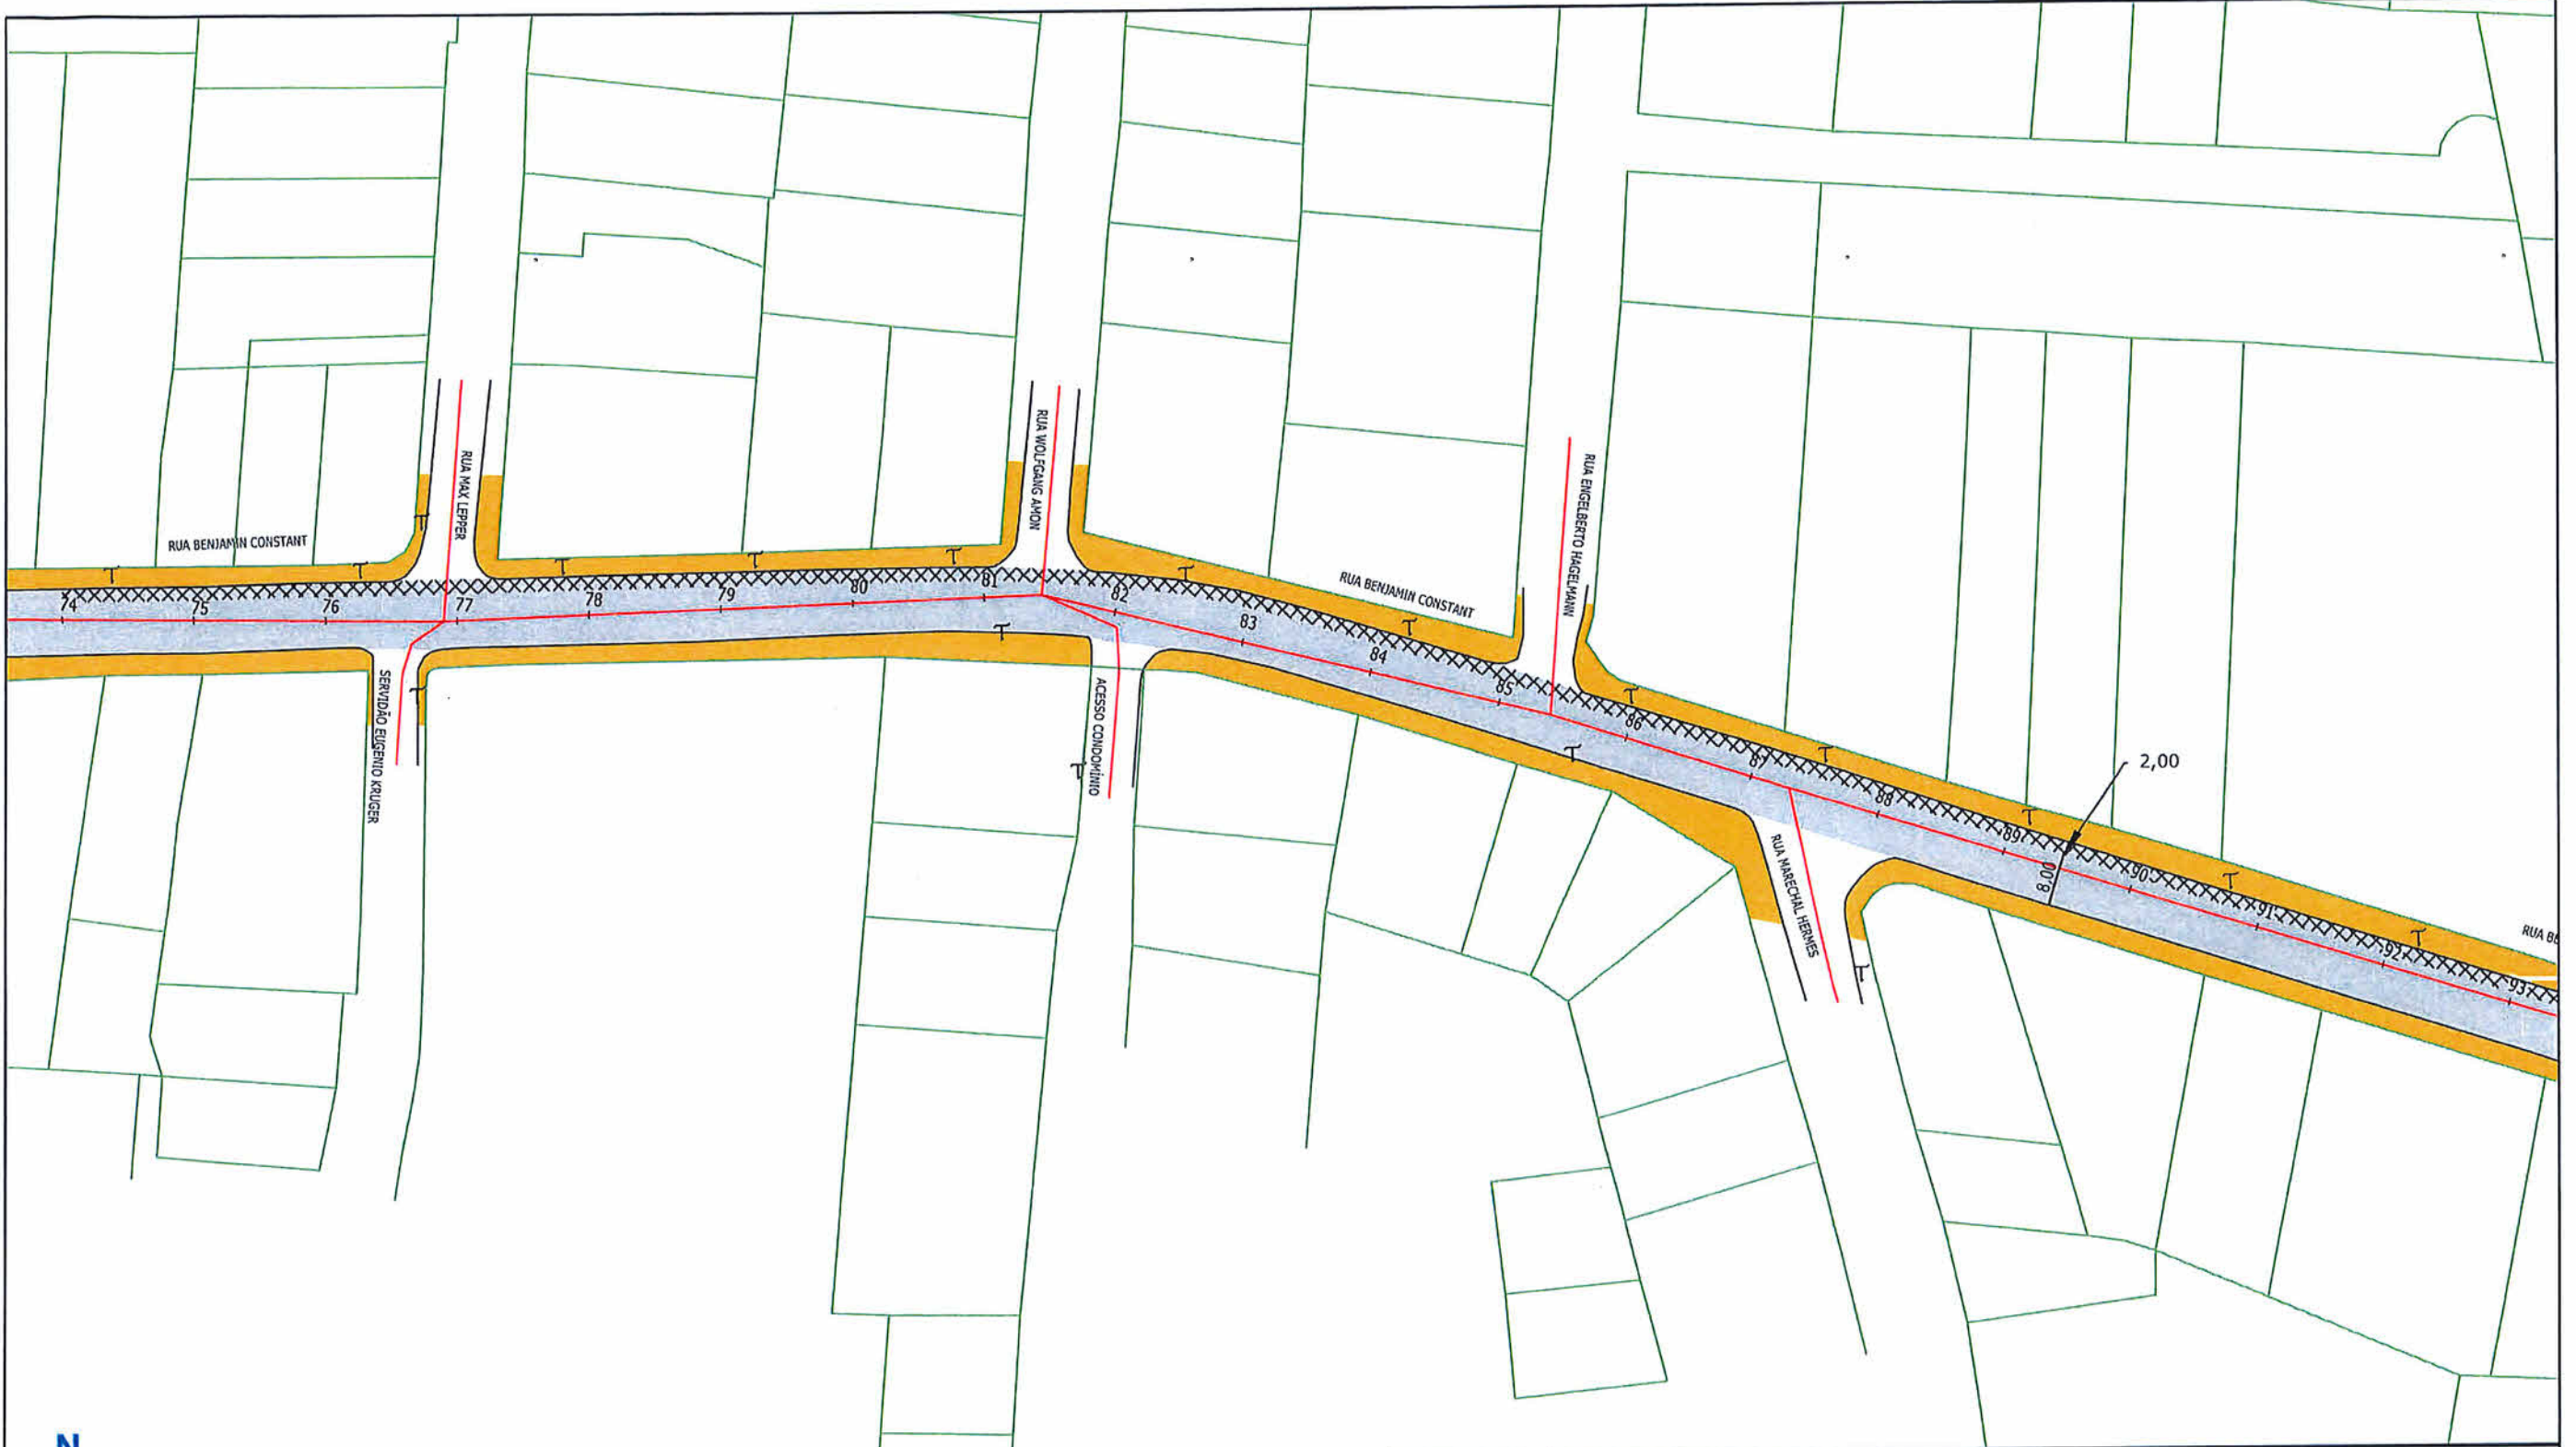 RUA MAX LEPPER
RUA WOLFGANG AMON
RUA ENGELBERTO HAGELMANN
RUA BENJAMIN CONSTANT
RUA BENJAMIN CONSTANT
74
75
76
77
78
79
80
81
82
83
84
85
86
87
88
89
90
91
92
93
2,00
8,00
RUA BE
SERVIDÃO EUGENIO KRUGER
ACESSO CONDOMÍNIO
RUA MARECHAL HERMES
N